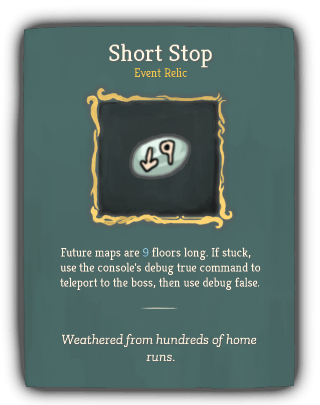 Short Stop
Event Relic
9
Future maps are 9 floors long. If stuck,
use the console's debug true command to
teleport to the boss, then use debug false.
Weathered from hundreds of home
runs.